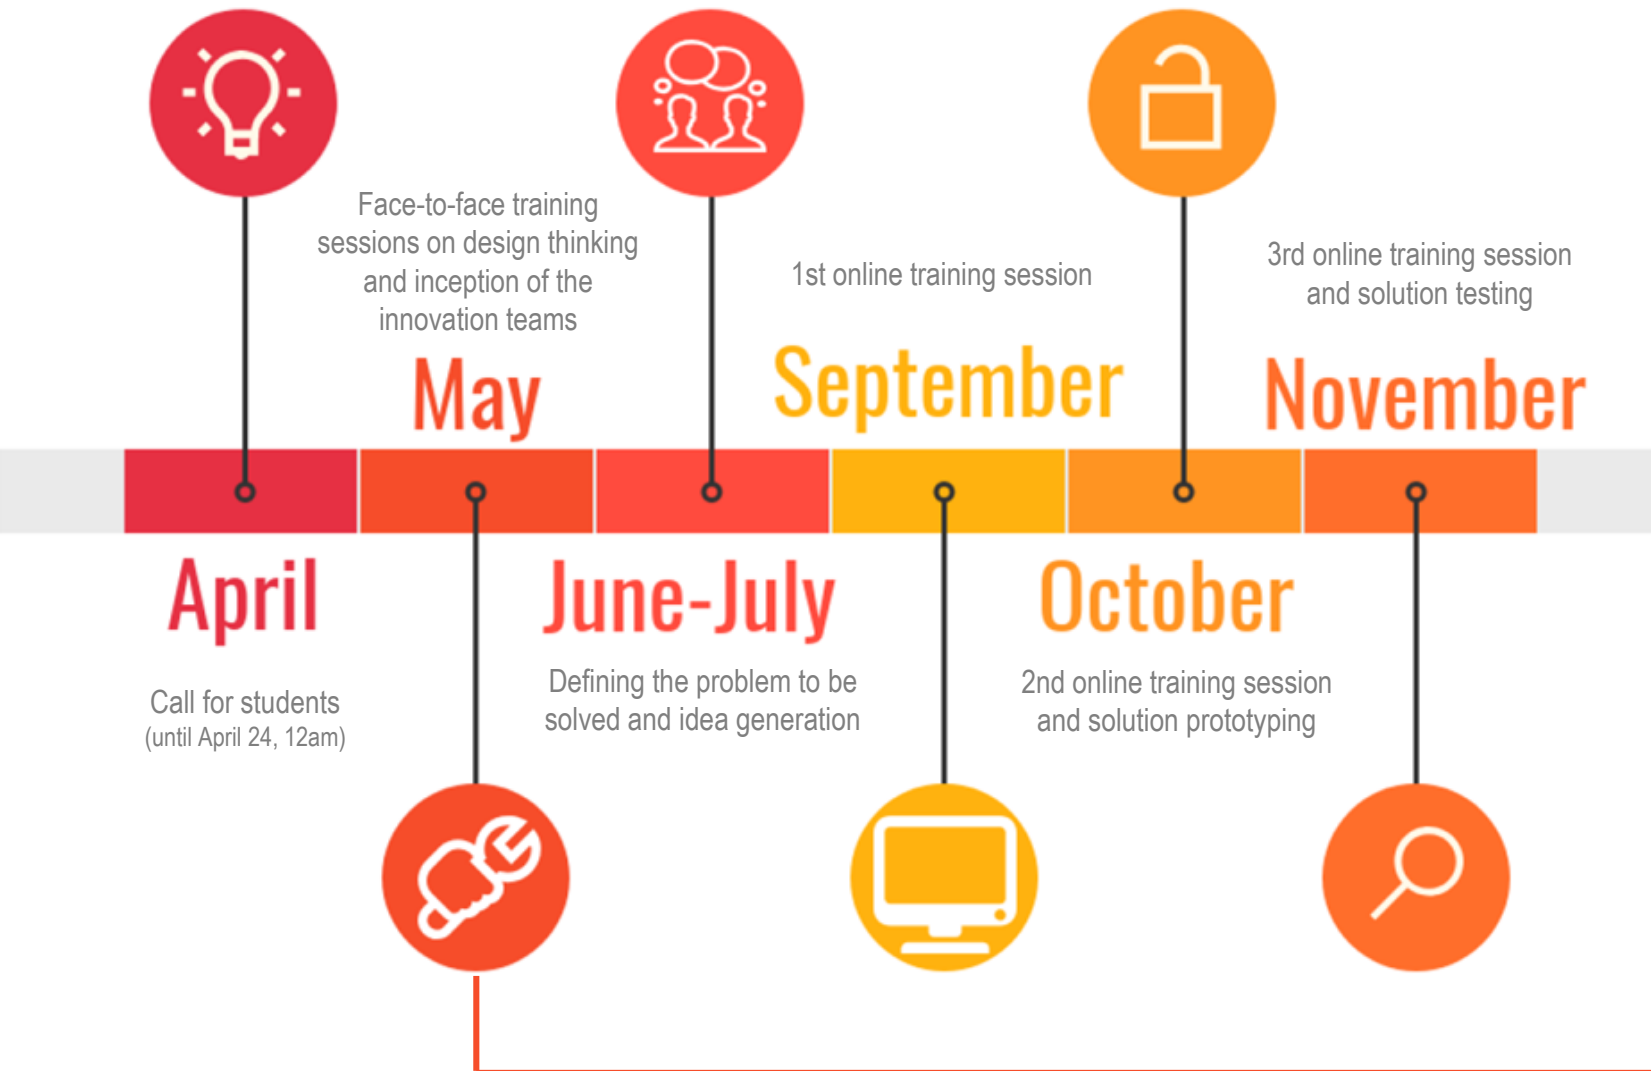 Face-to-face training
sessions on design thinking
and inception of the
innovation teams
1st online training session
3rd online training session
and solution testing
May
September
November
April
June-July
October
Call for students
(until April 24, 12am)
Defining the problem to be
solved and idea generation
2nd online training session
and solution prototyping